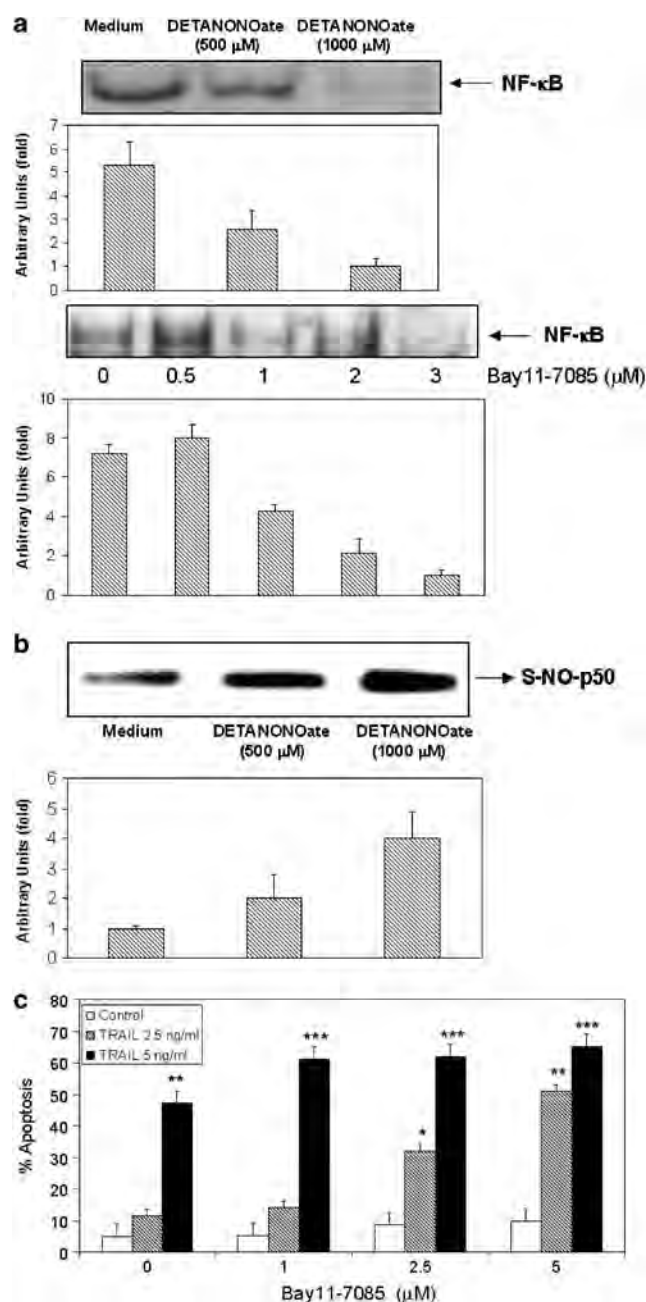 a
Medium DETANONOate DETANONOate
(500 µM) (1000 µM)
NF-κB
Arbitrary Units (fold)
7
6
5
4
3
2
1
0
NF-κB
0 0.5 1 2 3 Bay11-7085 (µM)
Arbitrary Units (fold)
10
8
6
4
2
0
b
S-NO-p50
Medium DETANONOate DETANONOate
(500 µM) (1000 µM)
Arbitrary Units (fold)
6
5
4
3
2
1
0
c
% Apoptosis
80
70
60
50
40
30
20
10
0
Control
TRAIL 2.5 ng/ml
TRAIL 5 ng/ml
** *** * *** ** ***
0 1 2.5 5
Bay11-7085 (µM)